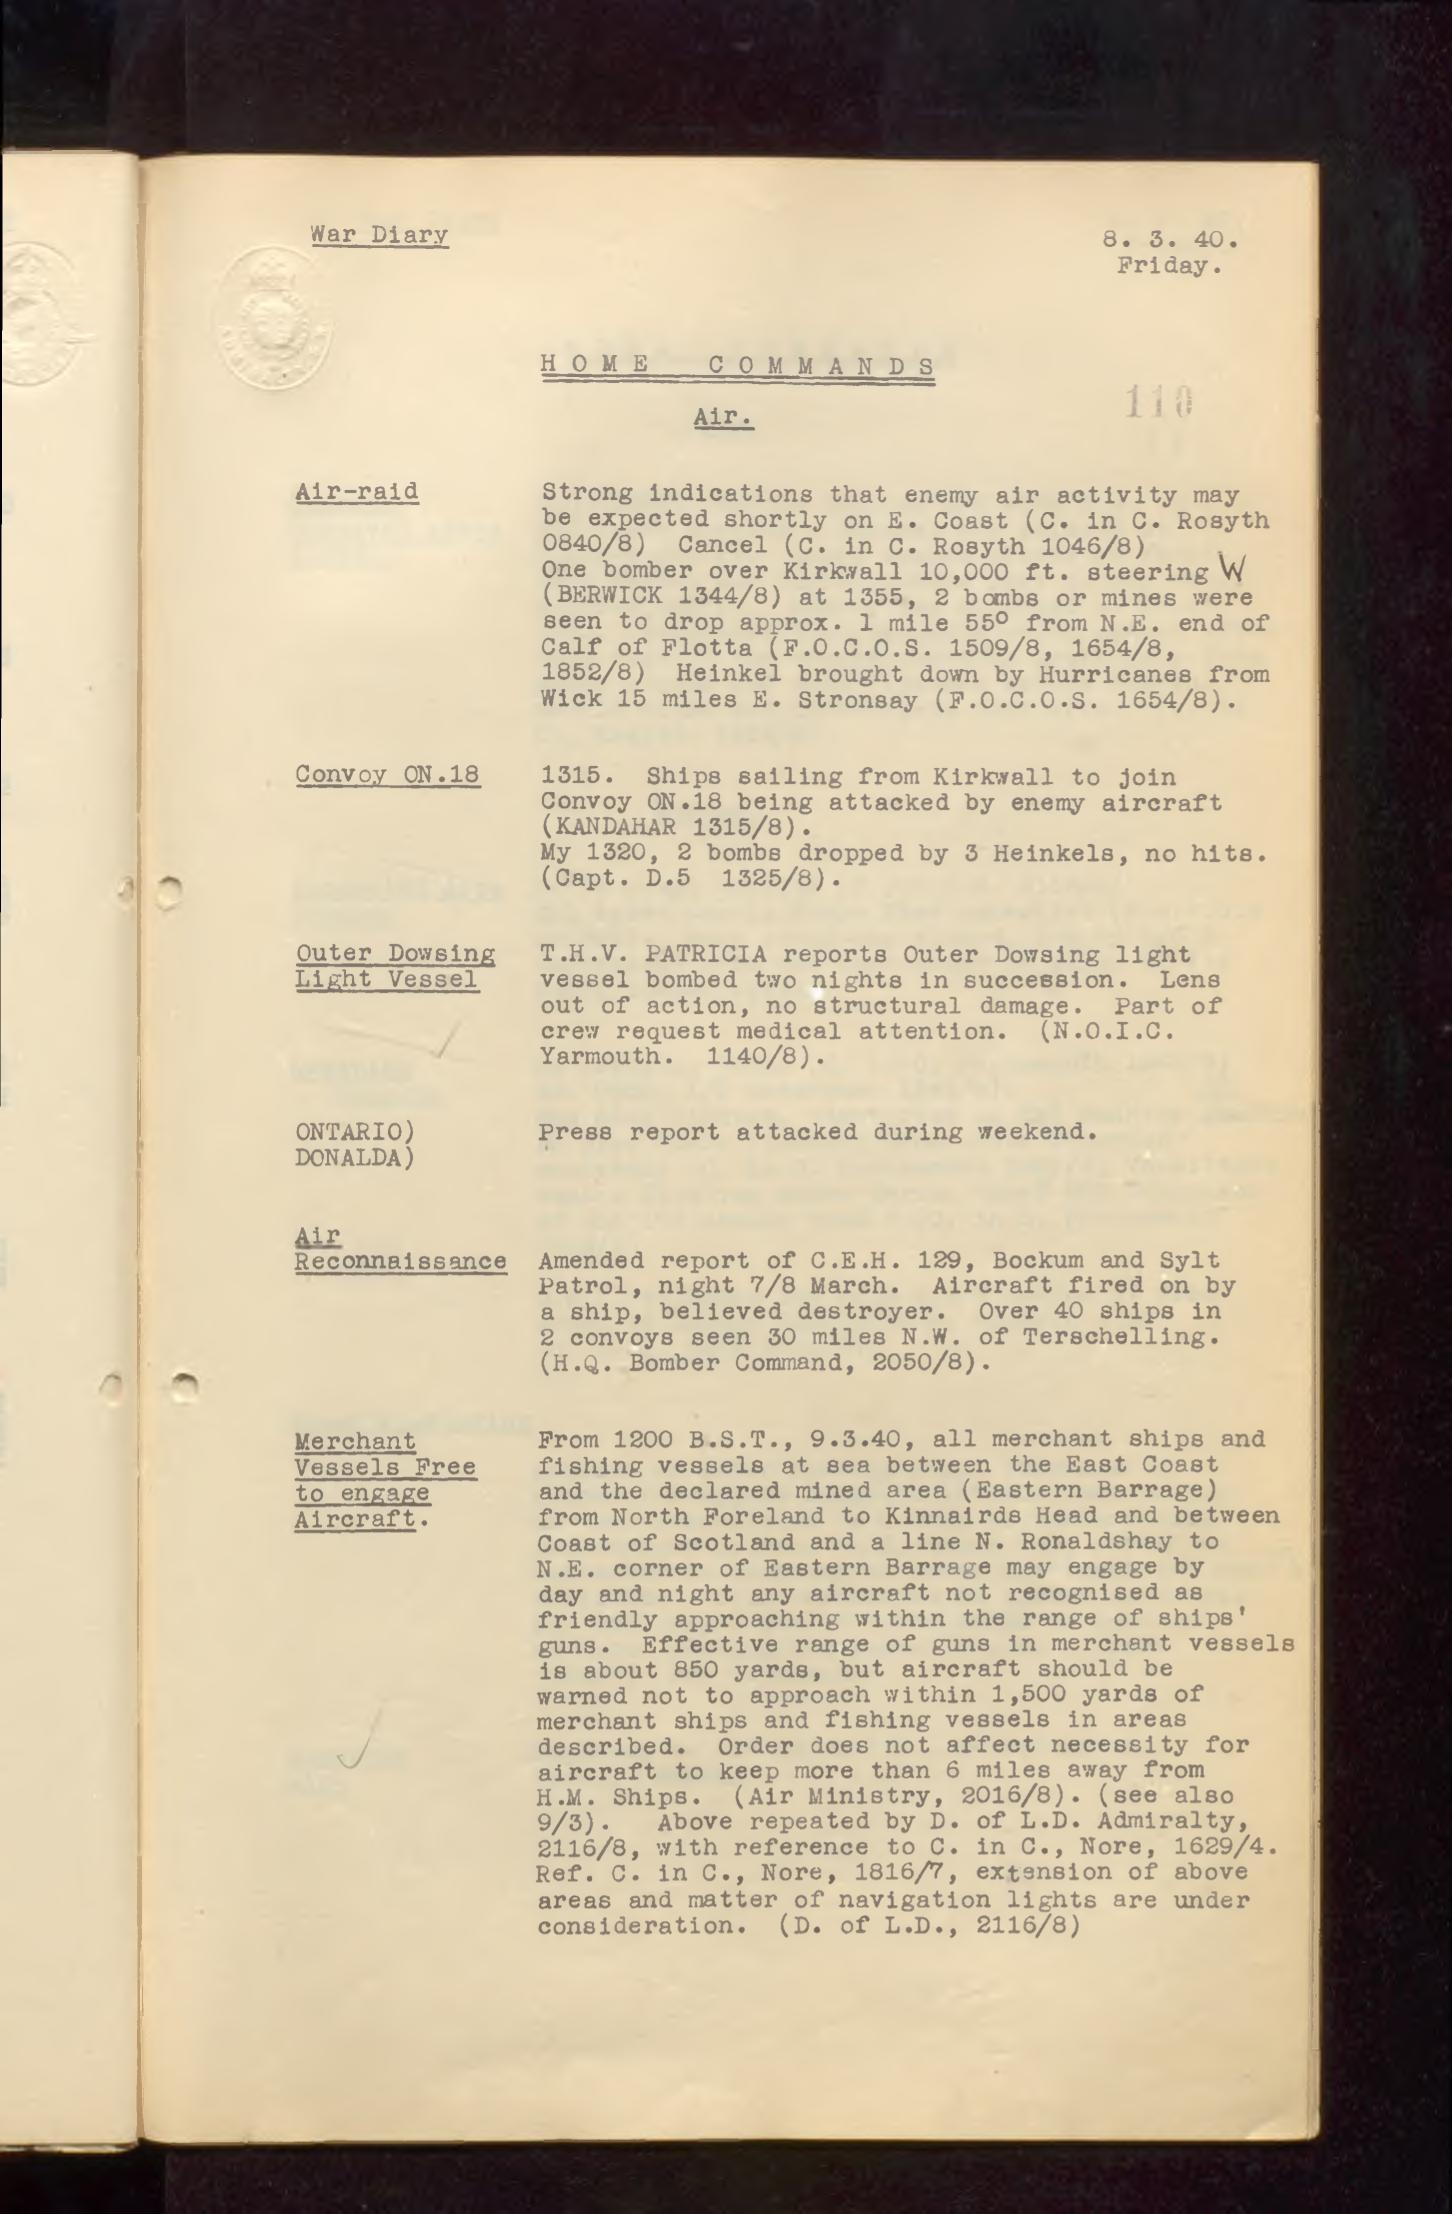 War Diary
8. 3. 40.
Friday.
HOME COMMANDS
110
Air.
Air-raid
Strong indications that enemy air activity may
be expected shortly on E. Coast (C. in C. Rosyth
0840/8) Cancel (C. in C. Rosyth 1046/8)
One bomber over Kirkwall 10,000 ft. steering W
(BERWICK 1344/8) at 1355, 2 bombs or mines were
seen to drop approx. 1 mile 55° from N.E. end of
Calf of Flotta (F.O.C.O.S. 1509/8, 1654/8,
1852/8) Heinkel brought down by Hurricanes from
Wick 15 miles E. Stronsay (F.O.C.O.S. 1654/8).
Convoy ON.18
1315. Ships sailing from Kirkwall to join
Convoy ON.18 being attacked by enemy aircraft
(KANDAHAR 1315/8).
My 1320, 2 bombs dropped by 3 Heinkels, no hits.
(Capt. D.5 1325/8).
Outer Dowsing
Light Vessel
T.H.V. PATRICIA reports Outer Dowsing light
vessel bombed two nights in succession. Lens
out of action, no structural damage. Part of
crew request medical attention. (N.O.I.C.
Yarmouth. 1140/8).
ONTARIO)
DONALDA)
Press report attacked during weekend.
Air
Reconnaissance
Amended report of C.E.H. 129, Bockum and Sylt
Patrol, night 7/8 March. Aircraft fired on by
a ship, believed destroyer. Over 40 ships in
2 convoys seen 30 miles N.W. of Terschelling.
(H.Q. Bomber Command, 2050/8).
Merchant
Vessels Free
to engage
Aircraft.
From 1200 B.S.T., 9.3.40, all merchant ships and
fishing vessels at sea between the East Coast
and the declared mined area (Eastern Barrage)
from North Foreland to Kinnairds Head and between
Coast of Scotland and a line N. Ronaldshay to
N.E. corner of Eastern Barrage may engage by
day and night any aircraft not recognised as
friendly approaching within the range of ships'
guns. Effective range of guns in merchant vessels
is about 850 yards, but aircraft should be
warned not to approach within 1,500 yards of
merchant ships and fishing vessels in areas
described. Order does not affect necessity for
aircraft to keep more than 6 miles away from
H.M. Ships. (Air Ministry, 2016/8). (see also
9/3). Above repeated by D. of L.D. Admiralty,
2116/8, with reference to C. in C., Nore, 1629/4.
Ref. C. in C., Nore, 1816/7, extension of above
areas and matter of navigation lights are under
consideration. (D. of L.D., 2116/8)